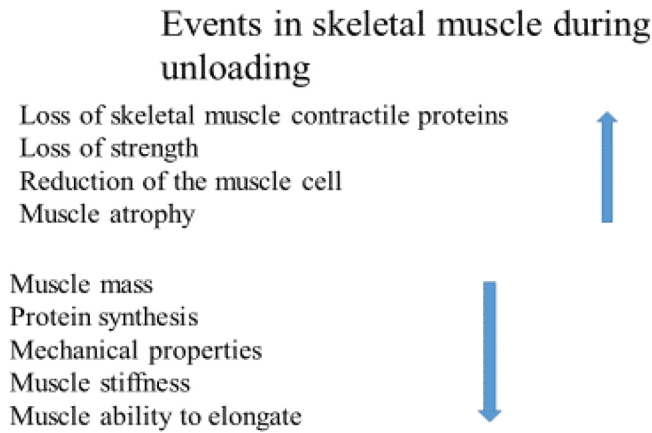 Events in skeletal muscle during
unloading
Loss of skeletal muscle contractile proteins
Loss of strength
Reduction of the muscle cell
Muscle atrophy
Muscle mass
Protein synthesis
Mechanical properties
Muscle stiffness
Muscle ability to elongate